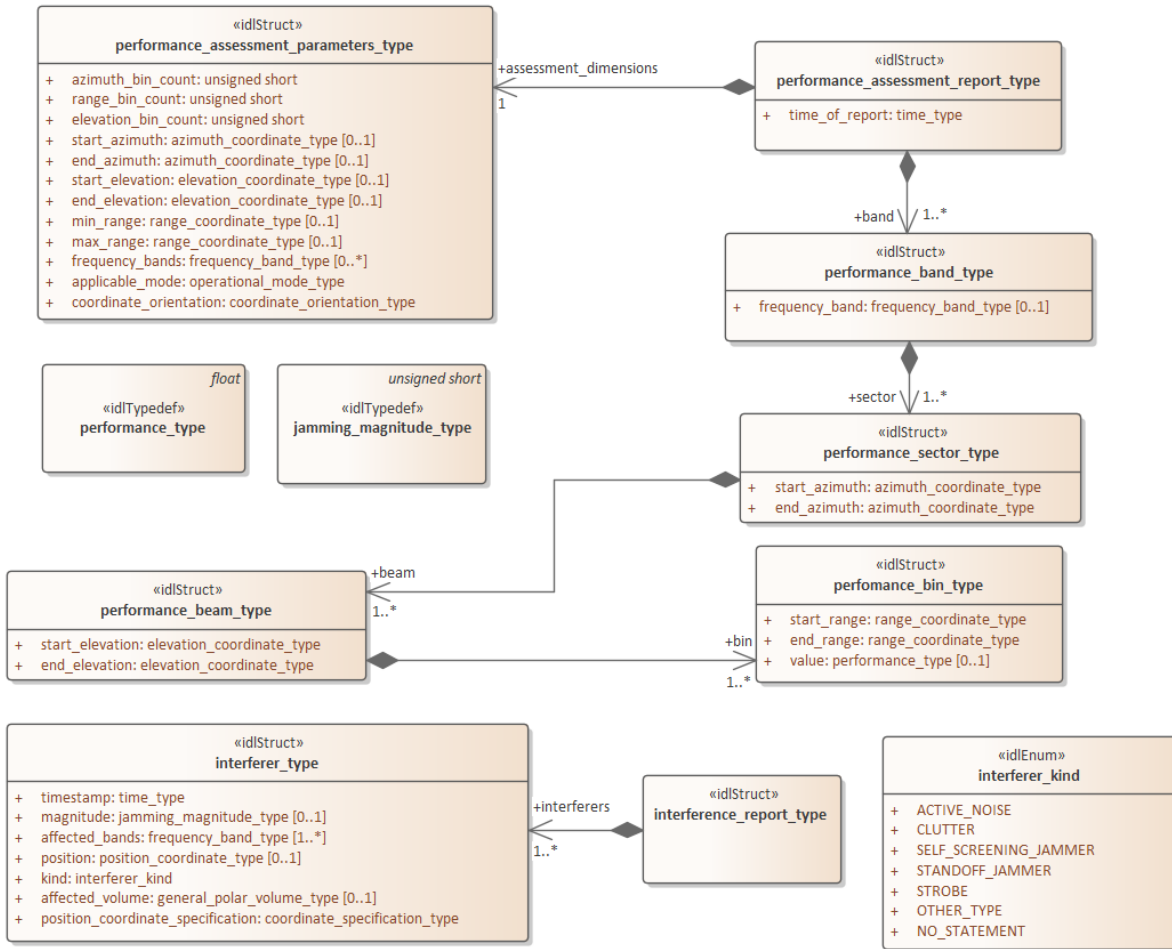 «idlStruct»
performance_assessment_parameters_type
+ azimuth_bin_count: unsigned short
+ range_bin_count: unsigned short
+ elevation_bin_count: unsigned short
+ start_azimuth: azimuth_coordinate_type [0..1]
+ end_azimuth: azimuth_coordinate_type [0..1]
+ start_elevation: elevation_coordinate_type [0..1]
+ end_elevation: elevation_coordinate_type [0..1]
+ min_range: range_coordinate_type [0..1]
+ max_range: range_coordinate_type [0..1]
+ frequency_bands: frequency_band_type [0..*]
+ applicable_mode: operational_mode_type
+ coordinate_orientation: coordinate_orientation_type
+assessment_dimensions
1
«idlStruct»
performance_assessment_report_type
+ time_of_report: time_type
+band
1..*
«idlStruct»
performance_band_type
+ frequency_band: frequency_band_type [0..1]
+sector
1..*
float
«idlTypedef»
performance_type
unsigned short
«idlTypedef»
jamming_magnitude_type
«idlStruct»
performance_sector_type
+ start_azimuth: azimuth_coordinate_type
+ end_azimuth: azimuth_coordinate_type
+beam
1..*
«idlStruct»
performance_beam_type
+ start_elevation: elevation_coordinate_type
+ end_elevation: elevation_coordinate_type
+bin
1..*
«idlStruct»
perfomance_bin_type
+ start_range: range_coordinate_type
+ end_range: range_coordinate_type
+ value: performance_type [0..1]
«idlStruct»
interferer_type
+ timestamp: time_type
+ magnitude: jamming_magnitude_type [0..1]
+ affected_bands: frequency_band_type [1..*]
+ position: position_coordinate_type [0..1]
+ kind: interferer_kind
+ affected_volume: general_polar_volume_type [0..1]
+ position_coordinate_specification: coordinate_specification_type
+interferers
1..*
«idlStruct»
interference_report_type
«idlEnum»
interferer_kind
+ ACTIVE_NOISE
+ CLUTTER
+ SELF_SCREENING_JAMMER
+ STANDOFF_JAMMER
+ STROBE
+ OTHER_TYPE
+ NO_STATEMENT